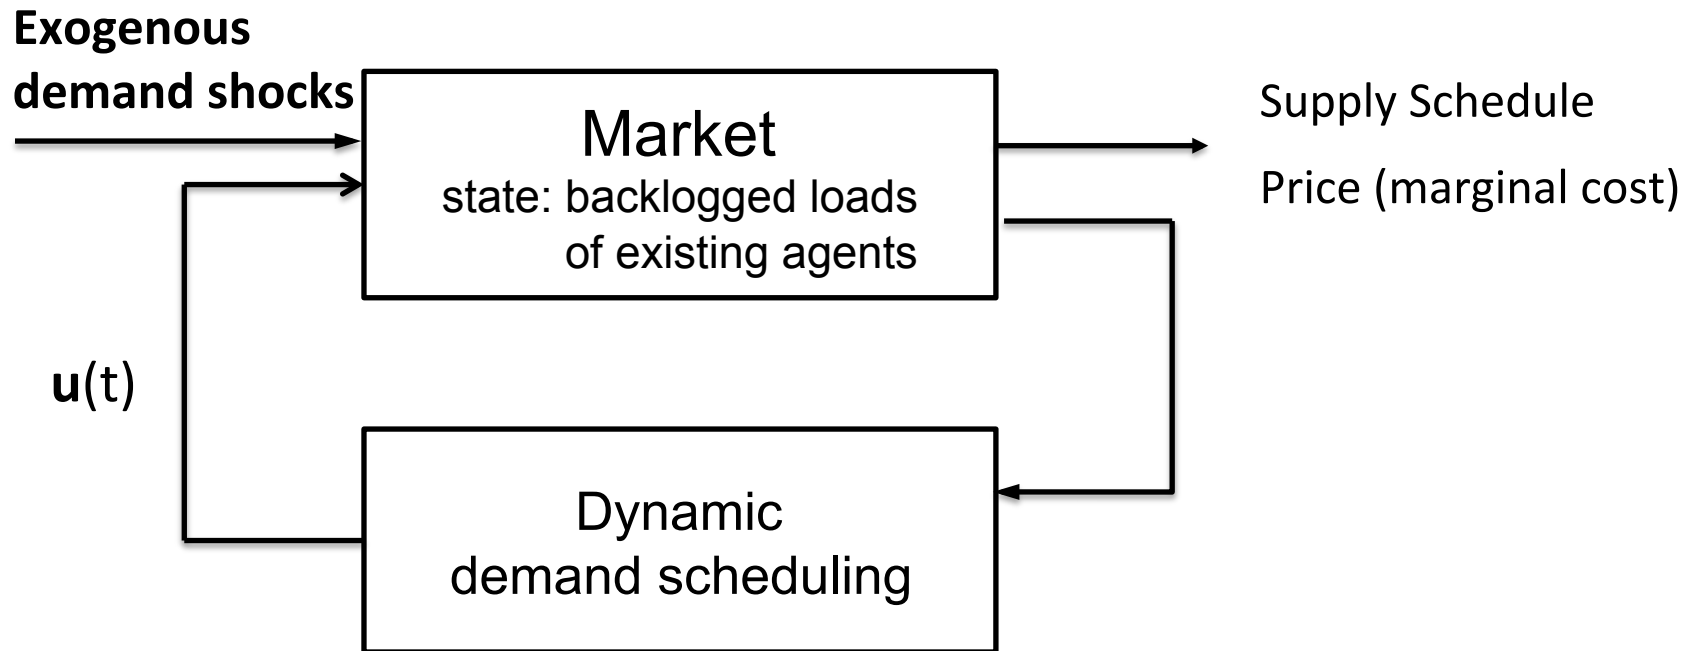 Exogenous
demand shocks
Market
state: backlogged loads
of existing agents
Supply Schedule
Price (marginal cost)
u(t)
Dynamic
demand scheduling